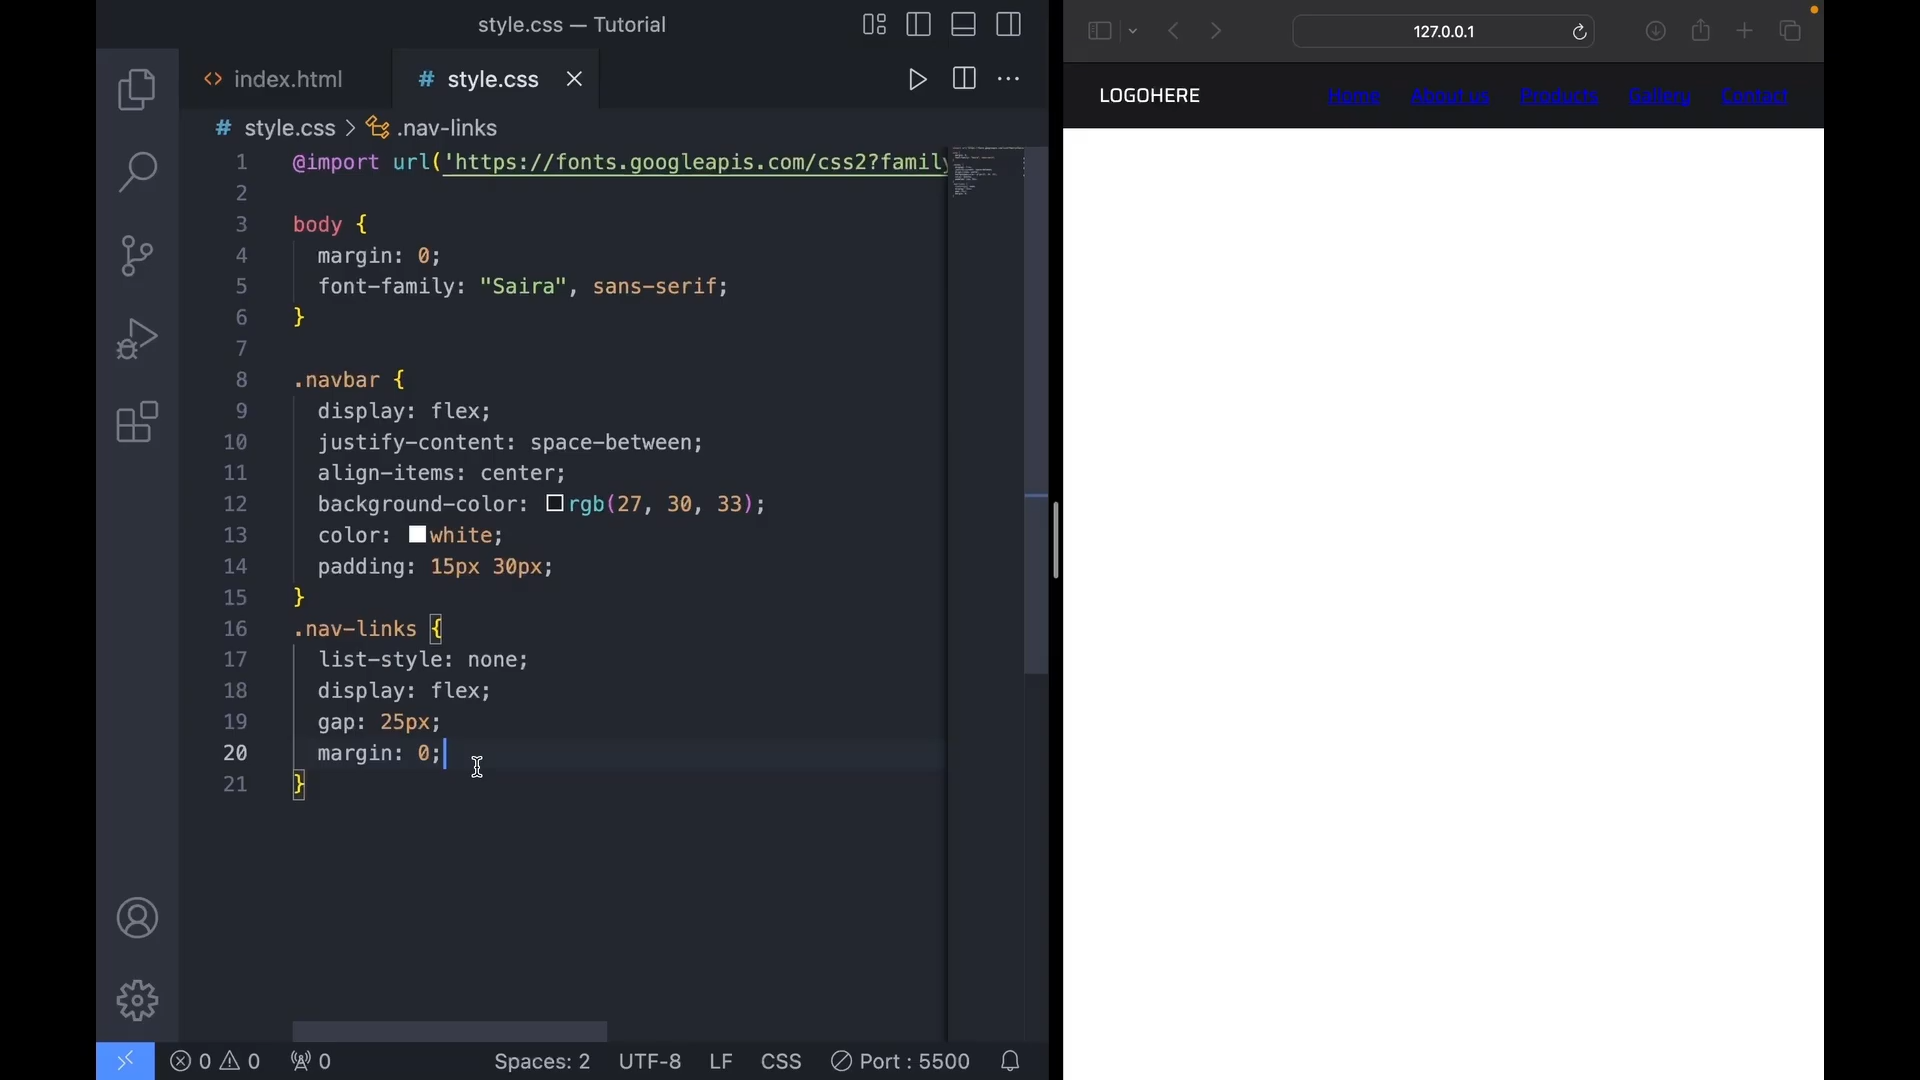 style.css — Tutorial
index.html
# style.css
# style.css > .nav-links
1 @import url('https://fonts.googleapis.com/css2?family
2
3 body {
4 margin: 0;
5 font-family: "Saira", sans-serif;
6 }
7
8 .navbar {
9 display: flex;
10 justify-content: space-between;
11 align-items: center;
12 background-color: rgb(27, 30, 33);
13 color: white;
14 padding: 15px 30px;
15 }
16 .nav-links {
17 list-style: none;
18 display: flex;
19 gap: 25px;
20 margin: 0;
21 }
0 0 0 Spaces: 2 UTF-8 LF CSS Port : 5500
127.0.0.1
LOGOHERE Home About us Products Gallery Contact